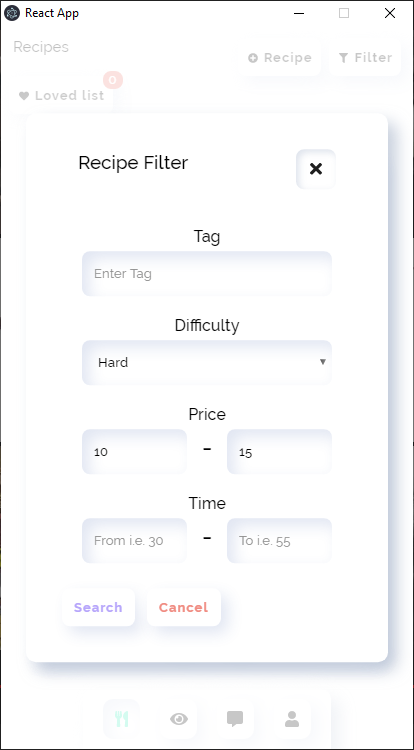 React App
Recipes
Recipe
Filter
Loved list
0
Recipe Filter
Tag
Enter Tag
Difficulty
Hard
Price
10 - 15
Time
From i.e. 30 - To i.e. 55
Search Cancel